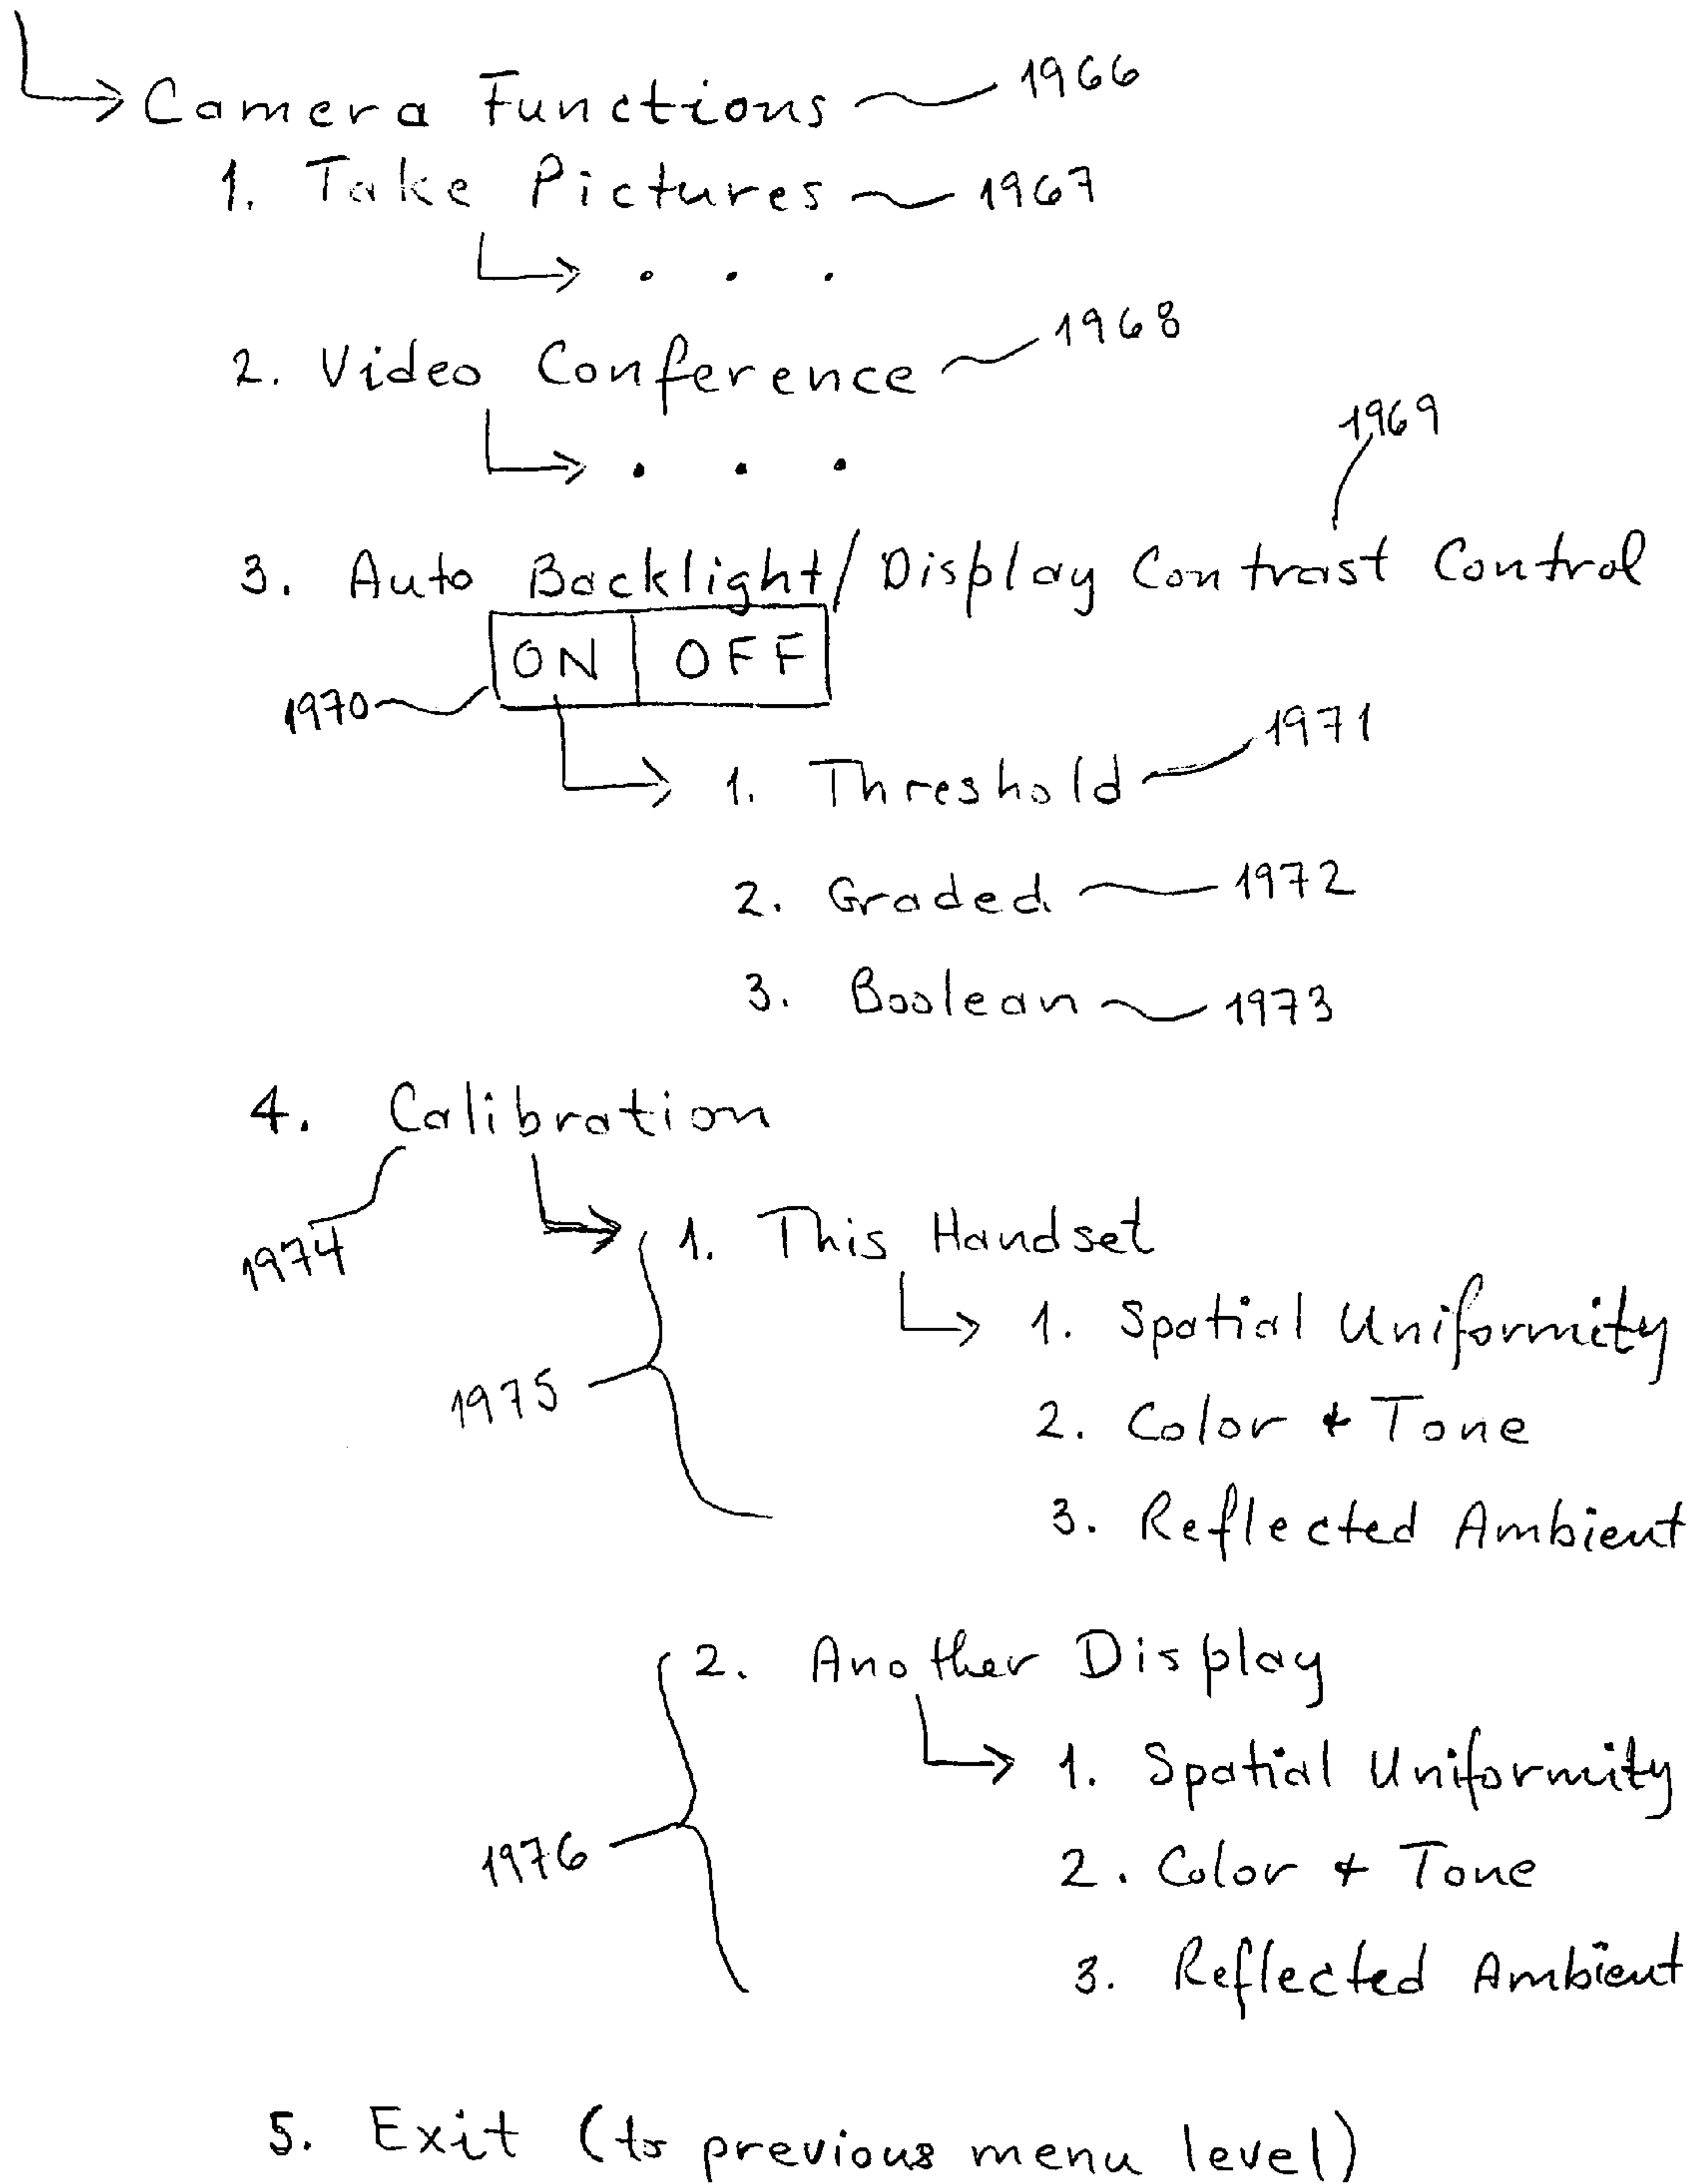 Camera Functions 1966
1. Take Pictures 1967
. . .
2. Video Conference 1968
. . .
1969
3. Auto Backlight/Display Contrast Control
ON OFF
1970
1. Threshold 1971
2. Graded 1972
3. Boolean 1973
4. Calibration
1974
1. This Handset
1. Spatial Uniformity
1975
2. Color & Tone
3. Reflected Ambient
2. Another Display
1. Spatial Uniformity
1976
2. Color & Tone
3. Reflected Ambient
5. Exit (to previous menu level)